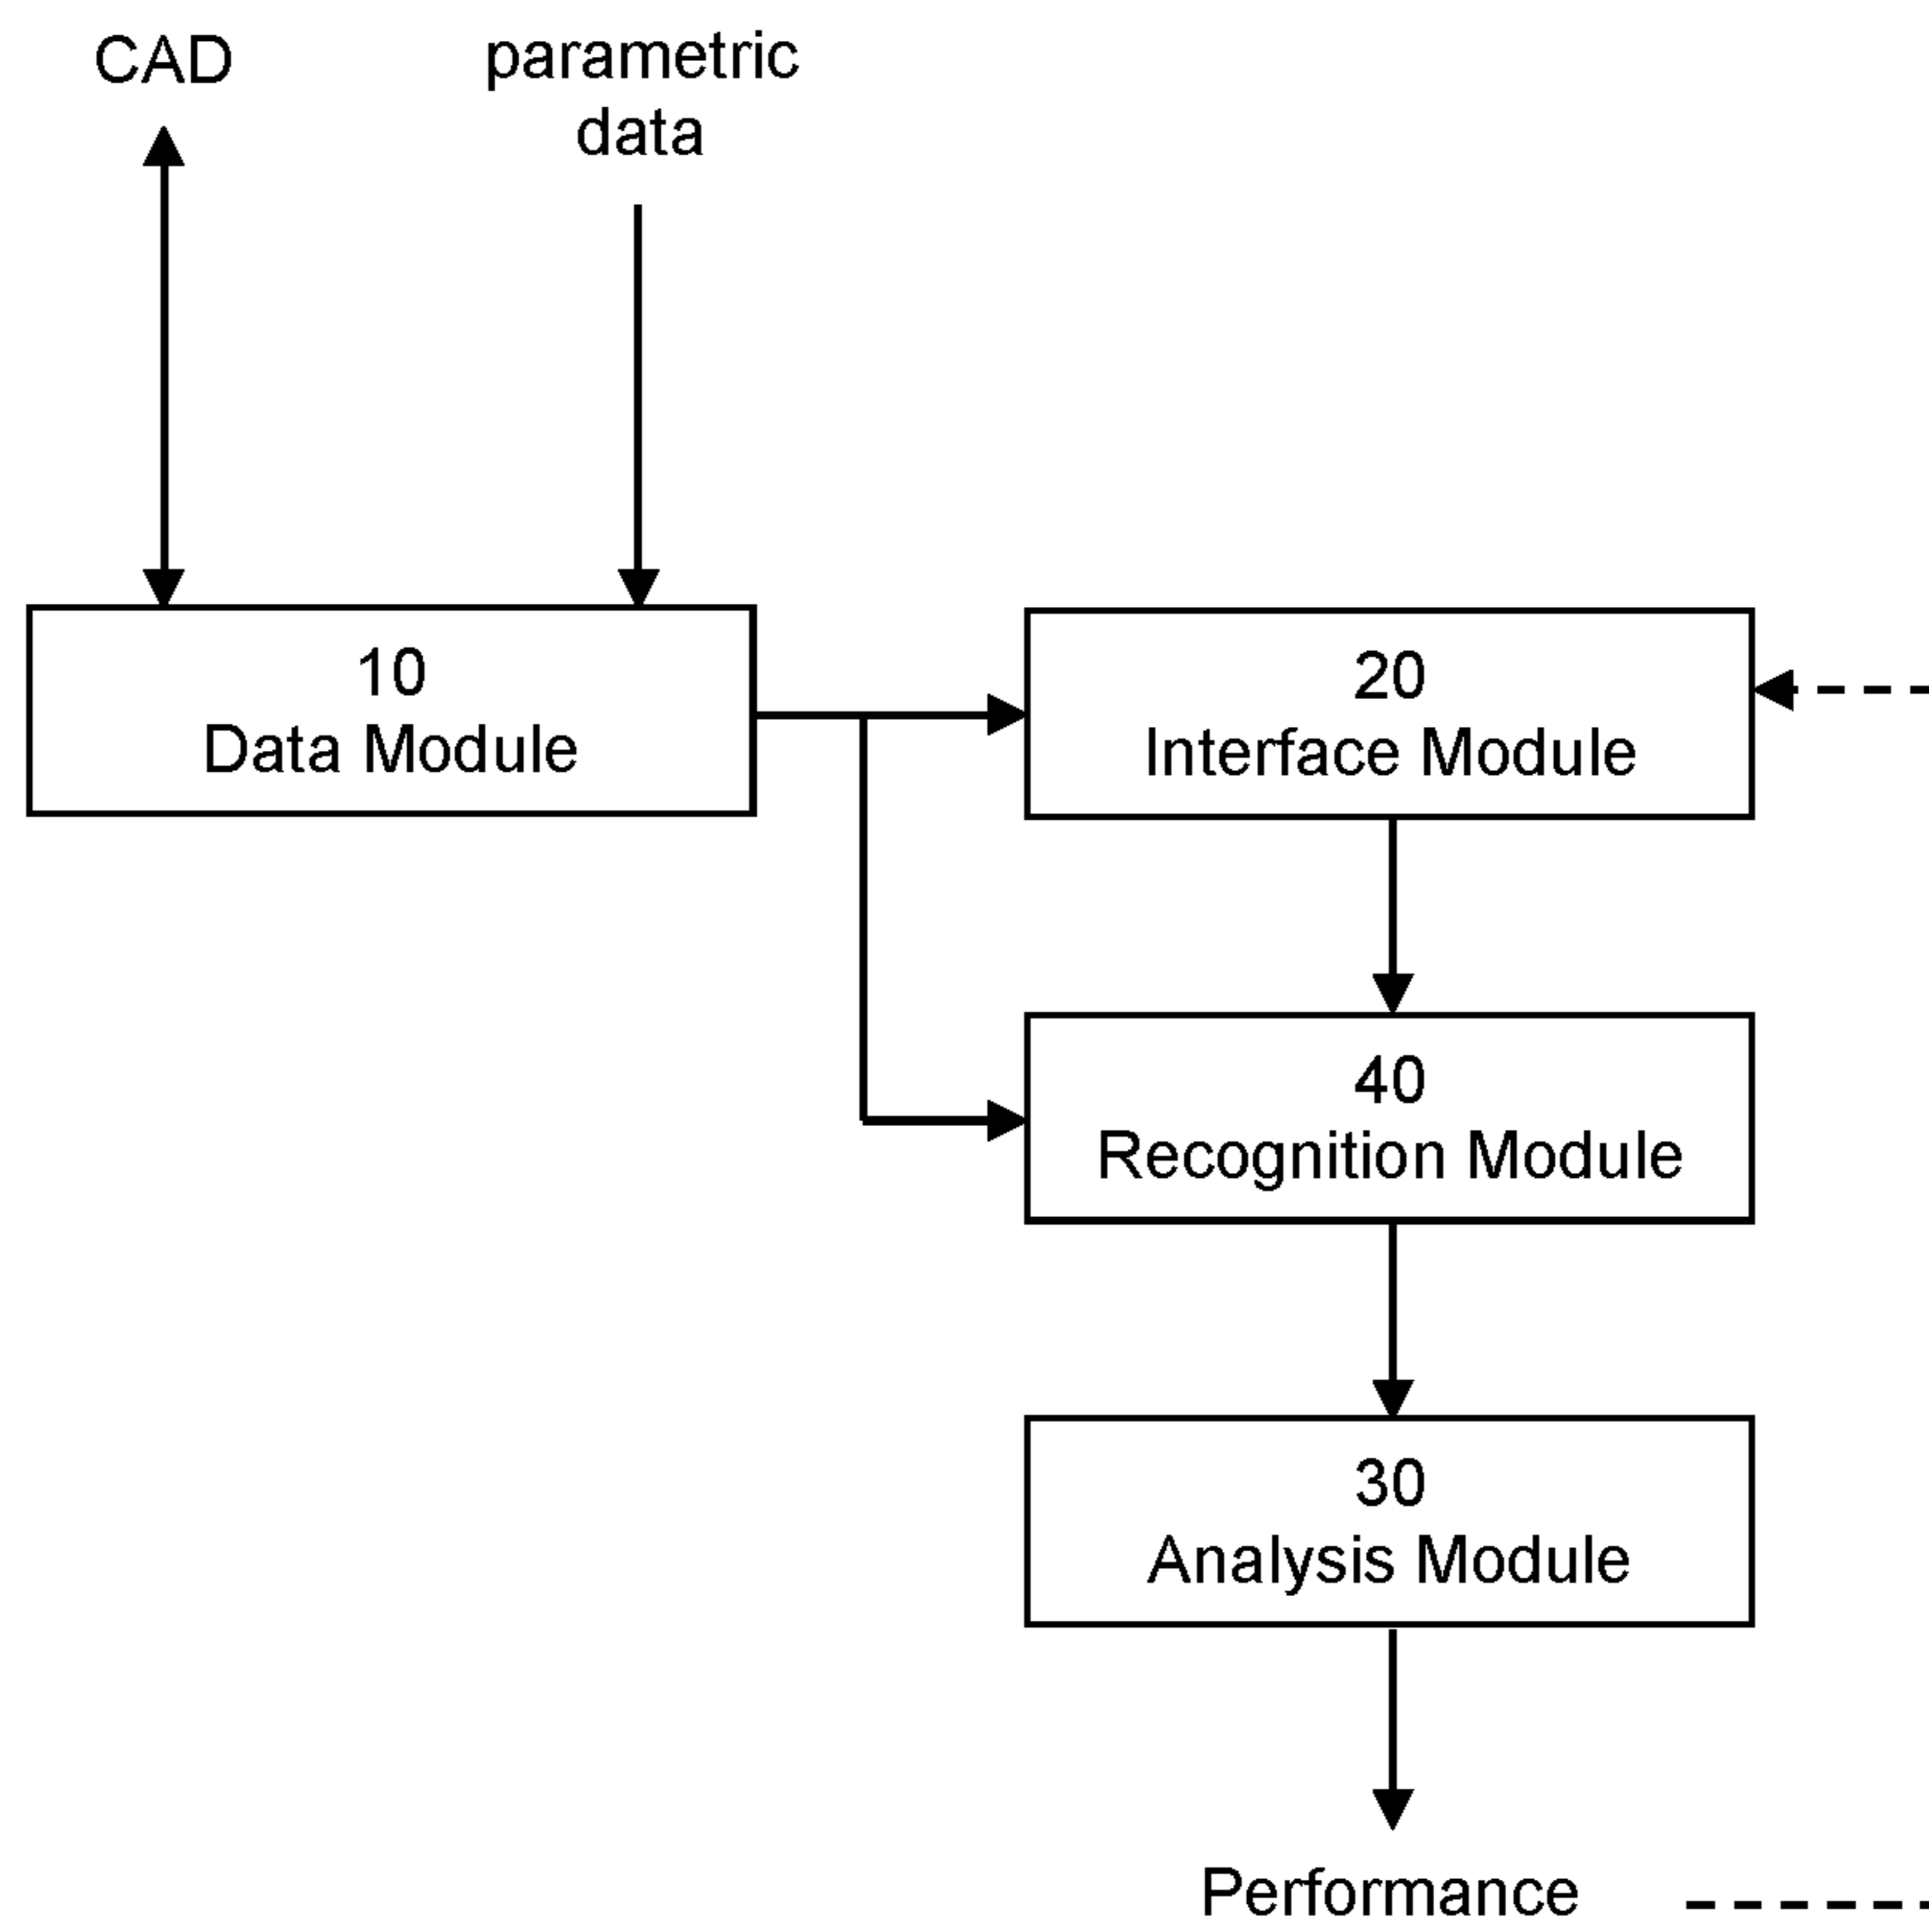 CAD
parametric
data
10
Data Module
20
Interface Module
40
Recognition Module
30
Analysis Module
Performance